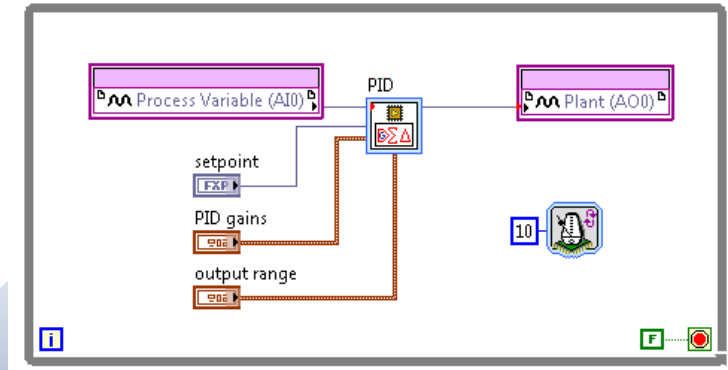 PID
Process Variable (AI0)
Plant (AO0)
setpoint
FXP
PID gains
10
output range
i
F